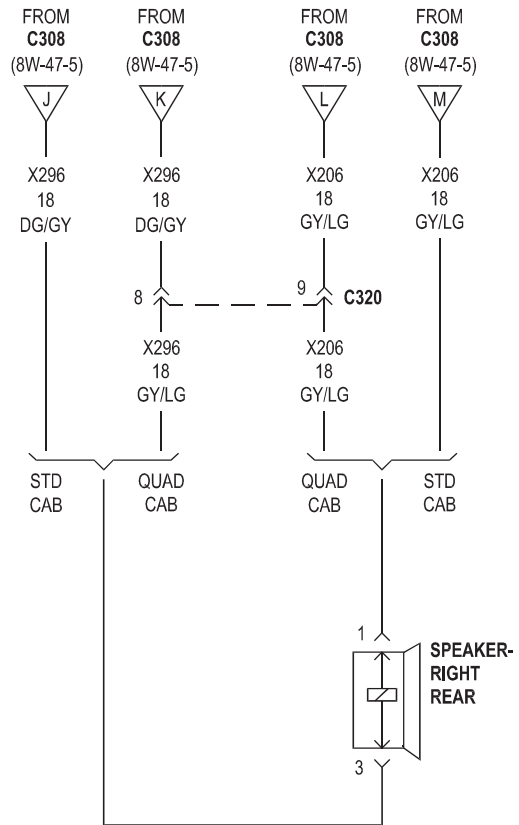 FROM FROM FROM FROM
C308 C308 C308 C308
(8W-47-5) (8W-47-5) (8W-47-5) (8W-47-5)
J K L M
X296 X296 X206 X206
18 18 18 18
DG/GY DG/GY GY/LG GY/LG
8 9 C320
X296 X206
18 18
GY/LG GY/LG
STD QUAD QUAD STD
CAB CAB CAB CAB
1
SPEAKER-
RIGHT
REAR
3